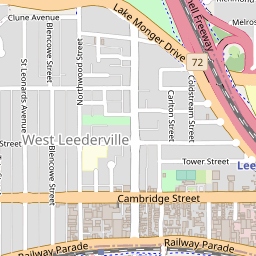 Clune Avenue
Lake Monger Drive
Freeway
Melros
72
Blencowe Street
Northwood Street
St Leonards Avenue
Carlton Street
Coldstream Street
Street
West Leederville
Blencowe Street
Tower Street
Lee
Cambridge Street
Railway Parade
Railway Parade